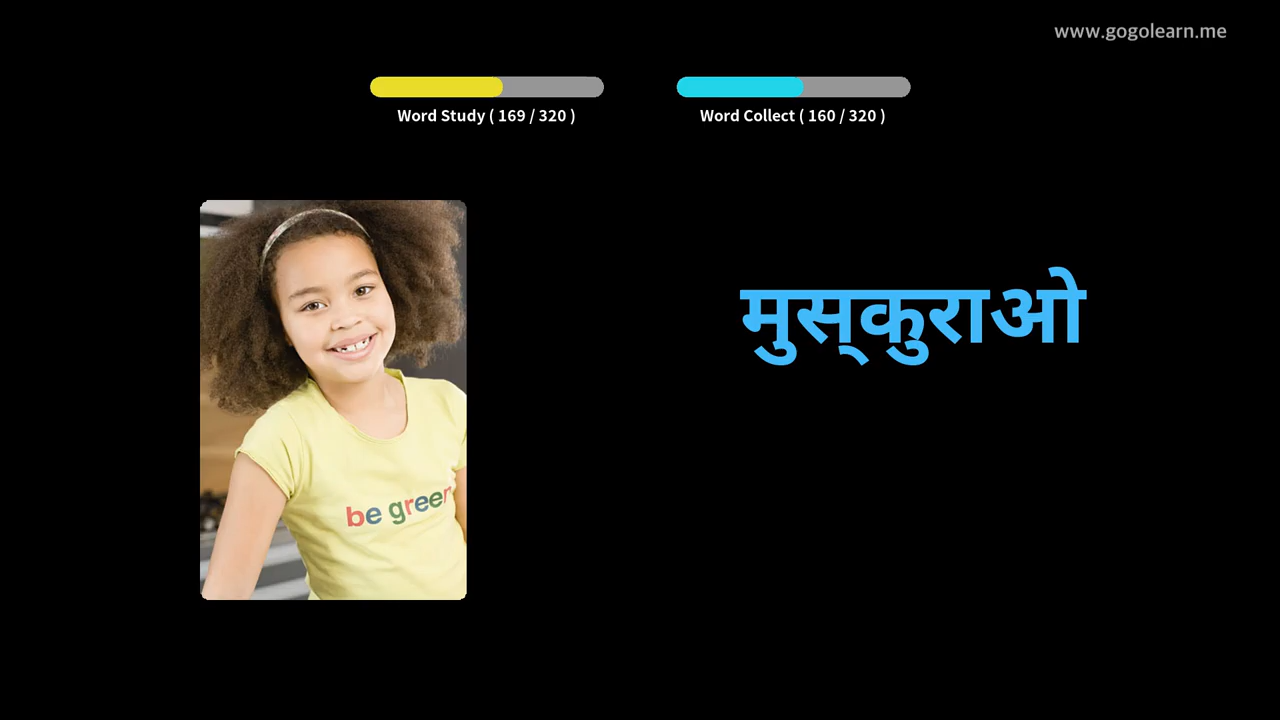 www.gogolearn.me
Word Study ( 169 / 320 )
Word Collect ( 160 / 320 )
मुस्कुराओ
be green